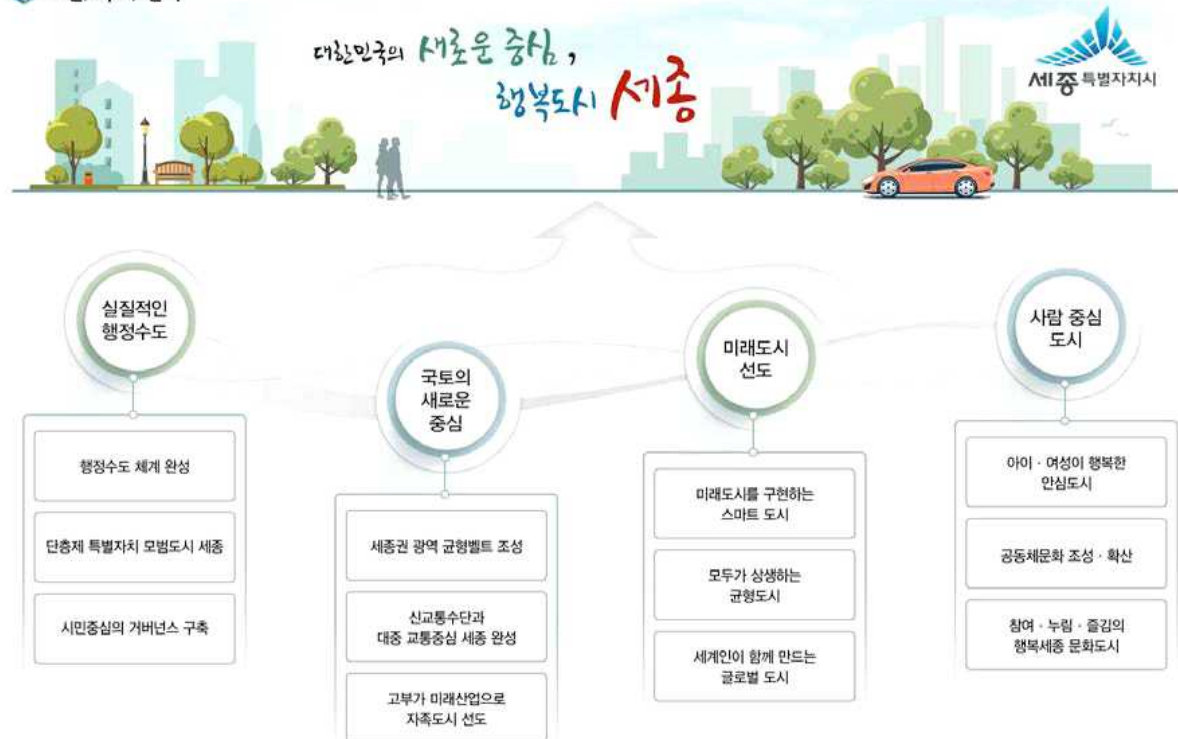 대한민국의 새로운 중심,
행복도시 세종
세종특별자치시
실질적인
행정수도
행정수도 체계 완성
단층제 특별자치 모범도시 세종
시민중심의 거버넌스 구축
국토의
새로운
중심
세종권 광역 균형벨트 조성
신교통수단과
대중 교통중심 세종 완성
고부가 미래산업으로
자족도시 선도
미래도시
선도
미래도시를 구현하는
스마트 도시
모두가 상생하는
균형도시
세계인이 함께 만드는
글로벌 도시
사람 중심
도시
아이 · 여성이 행복한
안심도시
공동체문화 조성 · 확산
참여 · 누림 · 즐김의
행복세종 문화도시